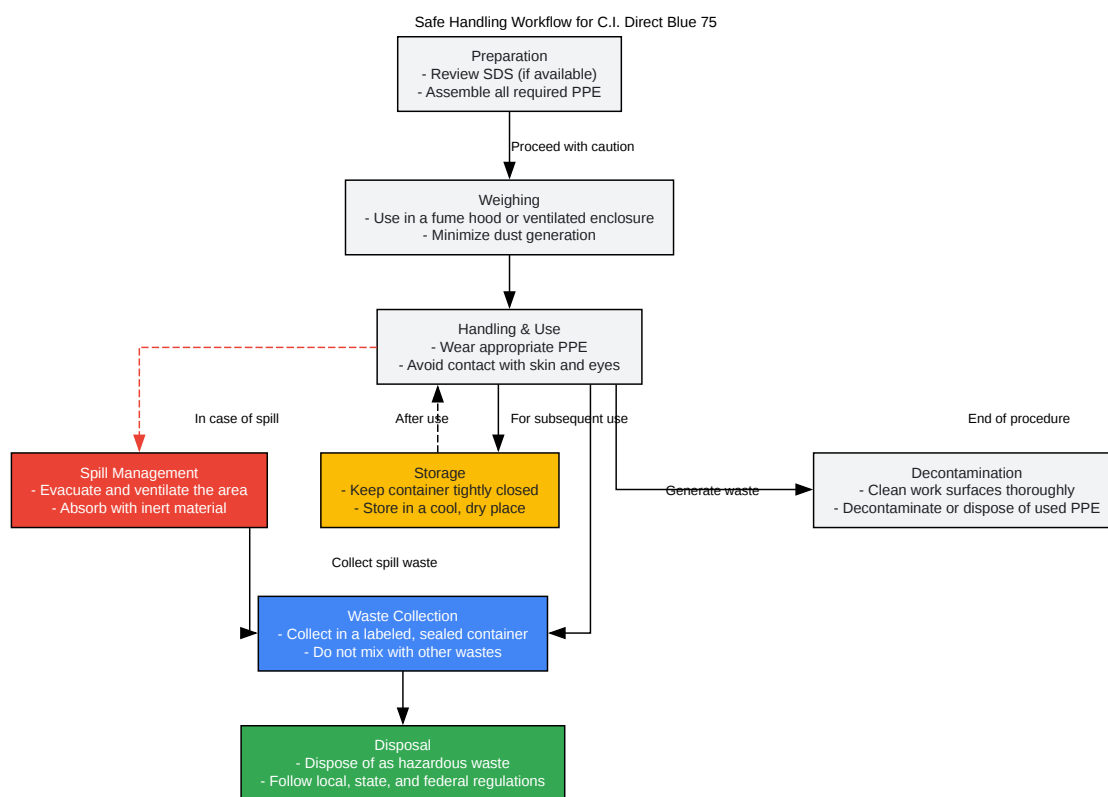 Safe Handling Workflow for C.I. Direct Blue 75
Preparation
- Review SDS (if available)
- Assemble all required PPE
Proceed with caution
Weighing
- Use in a fume hood or ventilated enclosure
- Minimize dust generation
Handling & Use
- Wear appropriate PPE
- Avoid contact with skin and eyes
In case of spill
After use
For subsequent use
End of procedure
Spill Management
- Evacuate and ventilate the area
- Absorb with inert material
Storage
- Keep container tightly closed
- Store in a cool, dry place
Generate waste
Decontamination
- Clean work surfaces thoroughly
- Decontaminate or dispose of used PPE
Collect spill waste
Waste Collection
- Collect in a labeled, sealed container
- Do not mix with other wastes
Disposal
- Dispose of as hazardous waste
- Follow local, state, and federal regulations